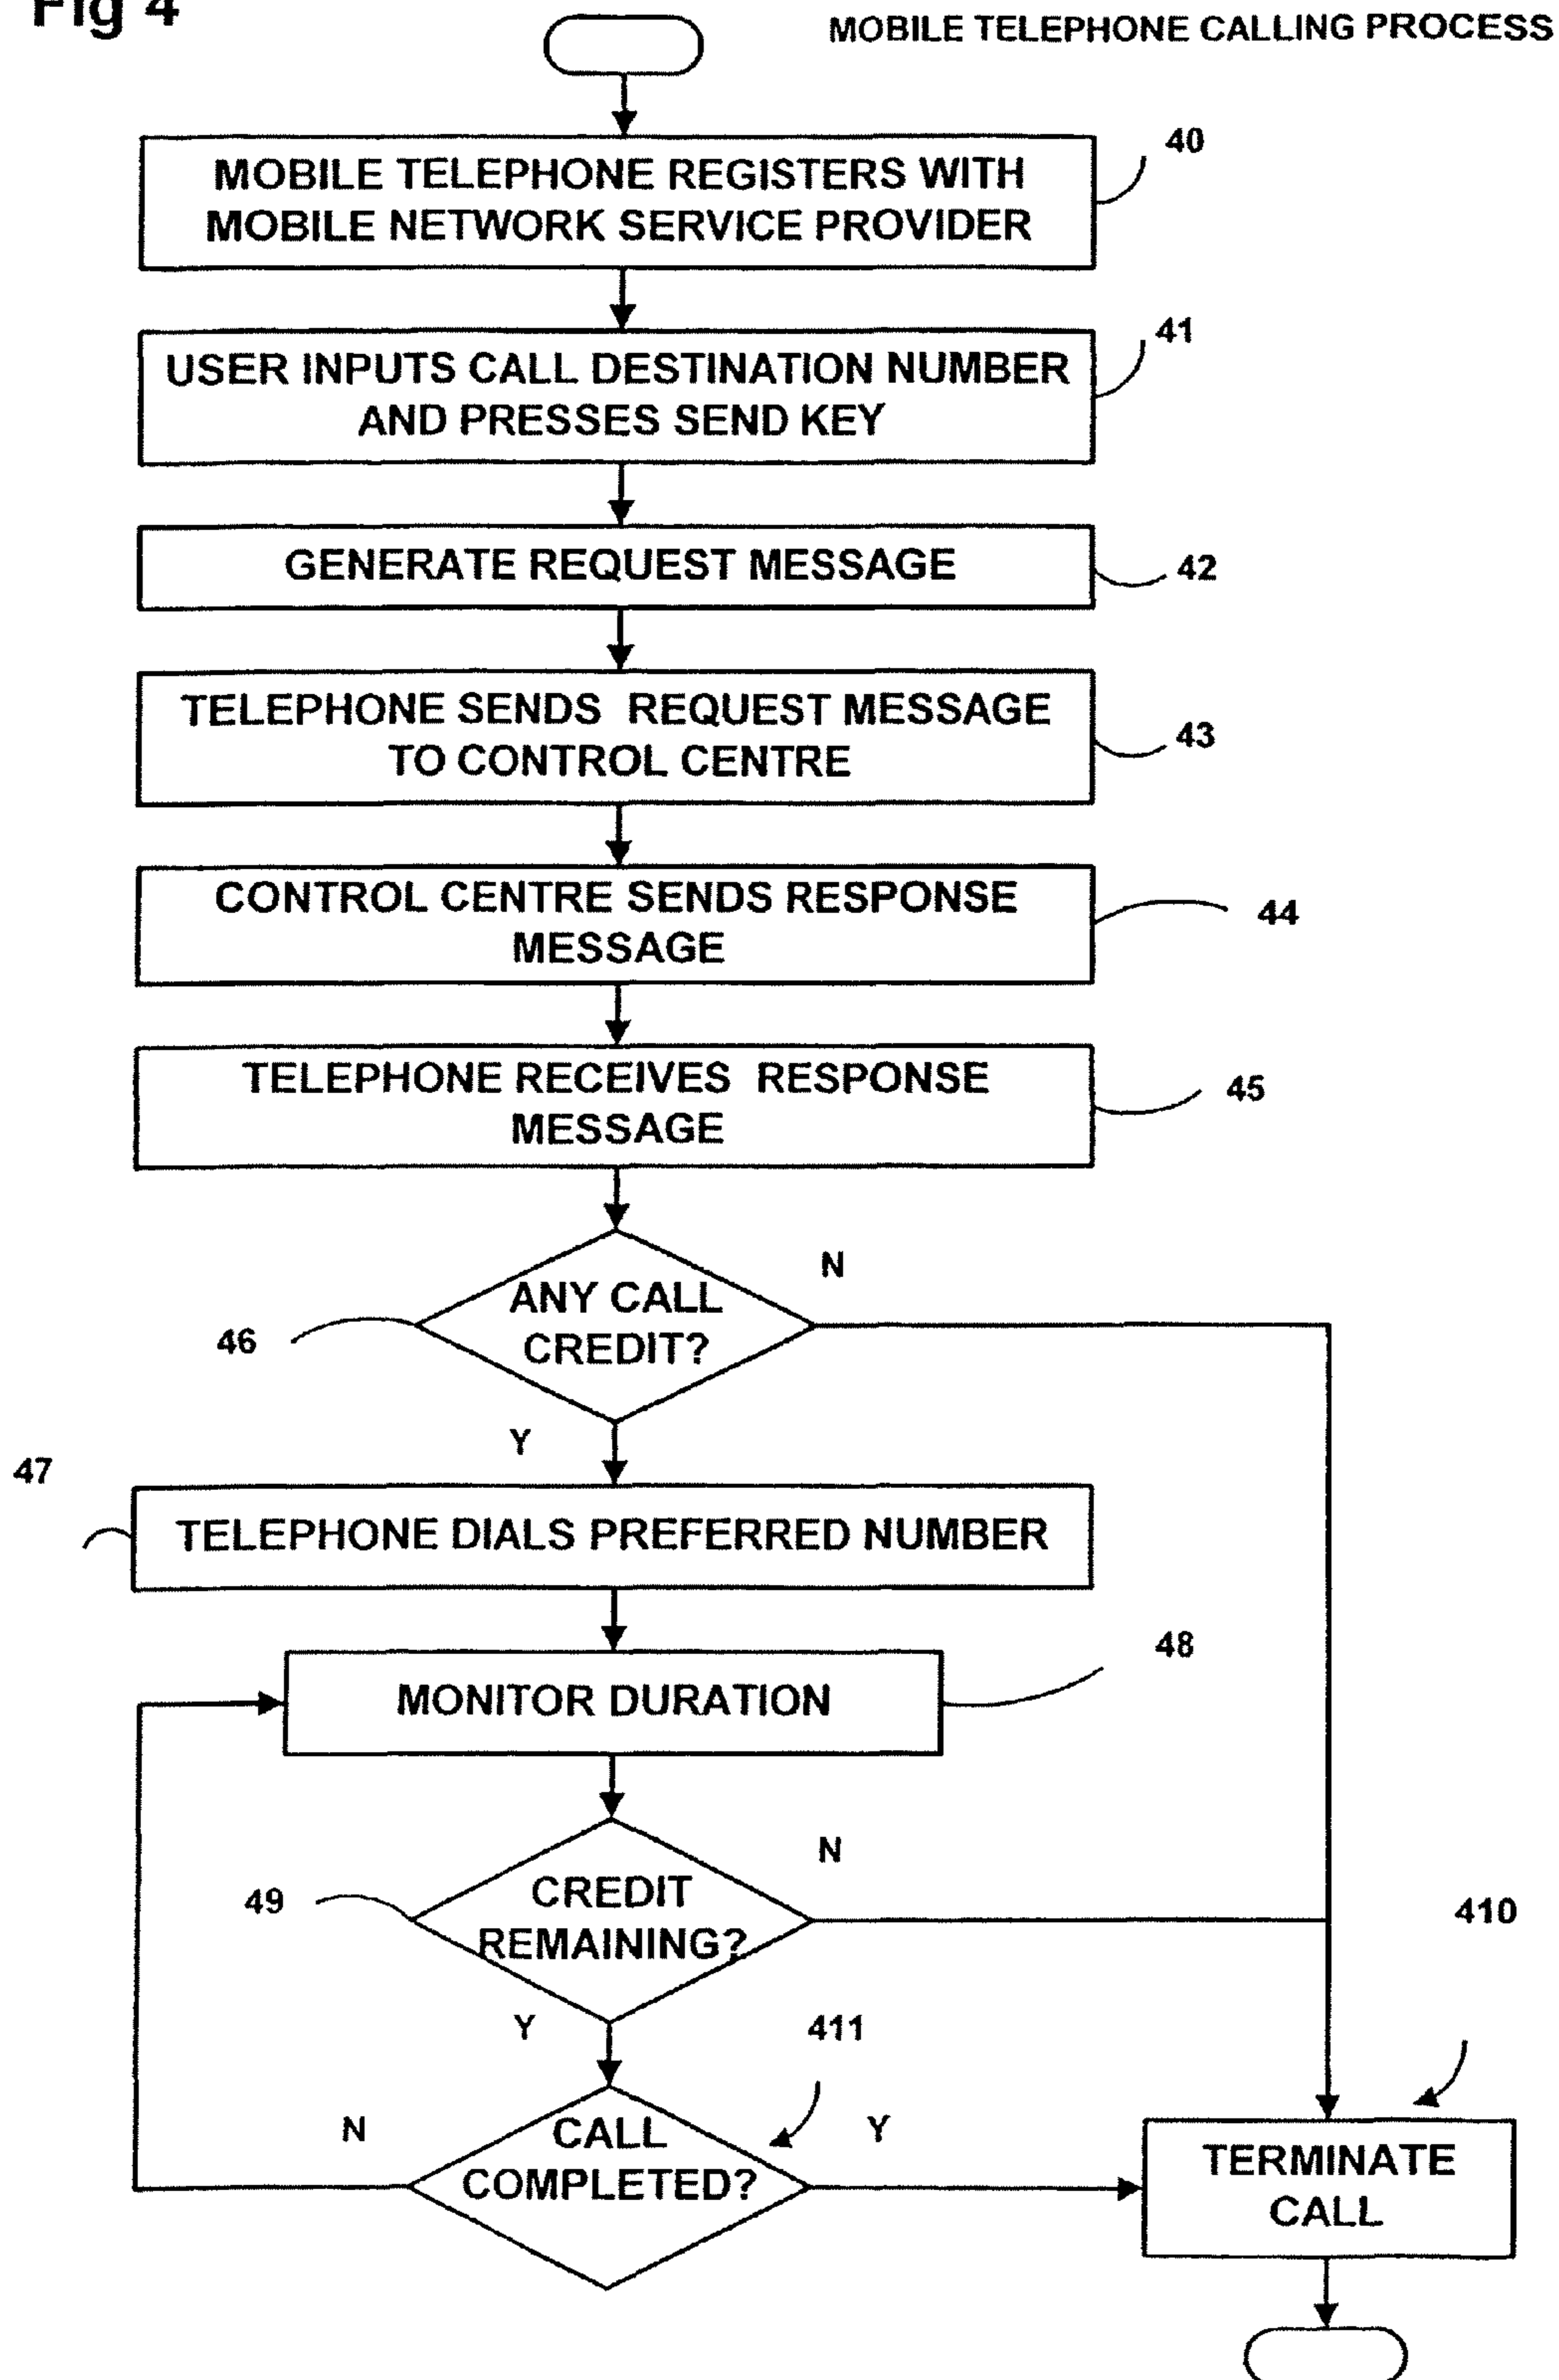 Fig 4
MOBILE TELEPHONE CALLING PROCESS
40
MOBILE TELEPHONE REGISTERS WITH
MOBILE NETWORK SERVICE PROVIDER
41
USER INPUTS CALL DESTINATION NUMBER
AND PRESSES SEND KEY
GENERATE REQUEST MESSAGE
42
TELEPHONE SENDS REQUEST MESSAGE
TO CONTROL CENTRE
43
CONTROL CENTRE SENDS RESPONSE
MESSAGE
44
TELEPHONE RECEIVES RESPONSE
MESSAGE
45
N
ANY CALL
CREDIT?
46
Y
47
TELEPHONE DIALS PREFERRED NUMBER
48
MONITOR DURATION
N
CREDIT
REMAINING?
49
410
Y
411
N
CALL
COMPLETED?
Y
TERMINATE
CALL